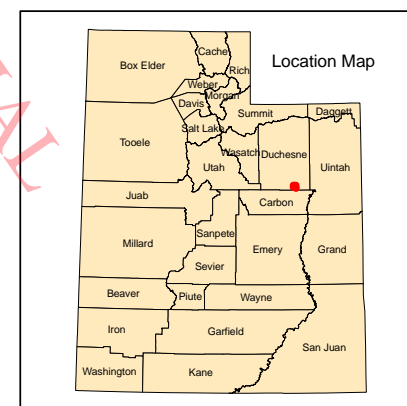 Location Map
Cache
Box Elder
Rich
Weber
Morgan
Davis
Summit
Daggett
Salt Lake
Tooele
Wasatch
Duchesne
Utah
Uintah
Juab
Carbon
Sanpete
Millard
Emery
Grand
Sevier
Beaver
Piute
Wayne
Iron
Garfield
San Juan
Washington
Kane